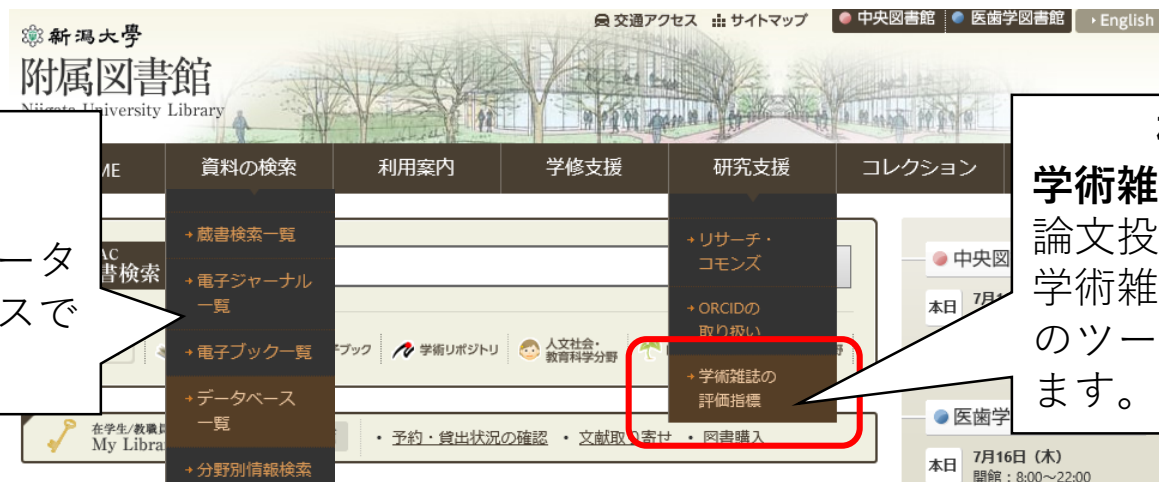 交通アクセス サイトマップ 中央図書館 医歯学図書館 English
新潟大學
附属図書館
Niigata University Library
資料の検索 利用案内 学修支援 研究支援 コレクション
蔵書検索一覧
電子ジャーナル
一覧
電子ブック一覧
データベース
一覧
分野別情報検索
リサーチ・
コモンズ
ORCIDの
取り扱い
学術雑誌の
評価指標
書検索
ータ
スで
学術雑
論文投
学術雑
のツー
ます。
中央図
本日
学術リポジトリ
人文社会・
教育科学分野
在学生/教職員
My Libra
・予約・貸出状況の確認 ・文献取り寄せ ・図書購入
医歯学
本日 7月16日（木）
開館：8:00～22:00